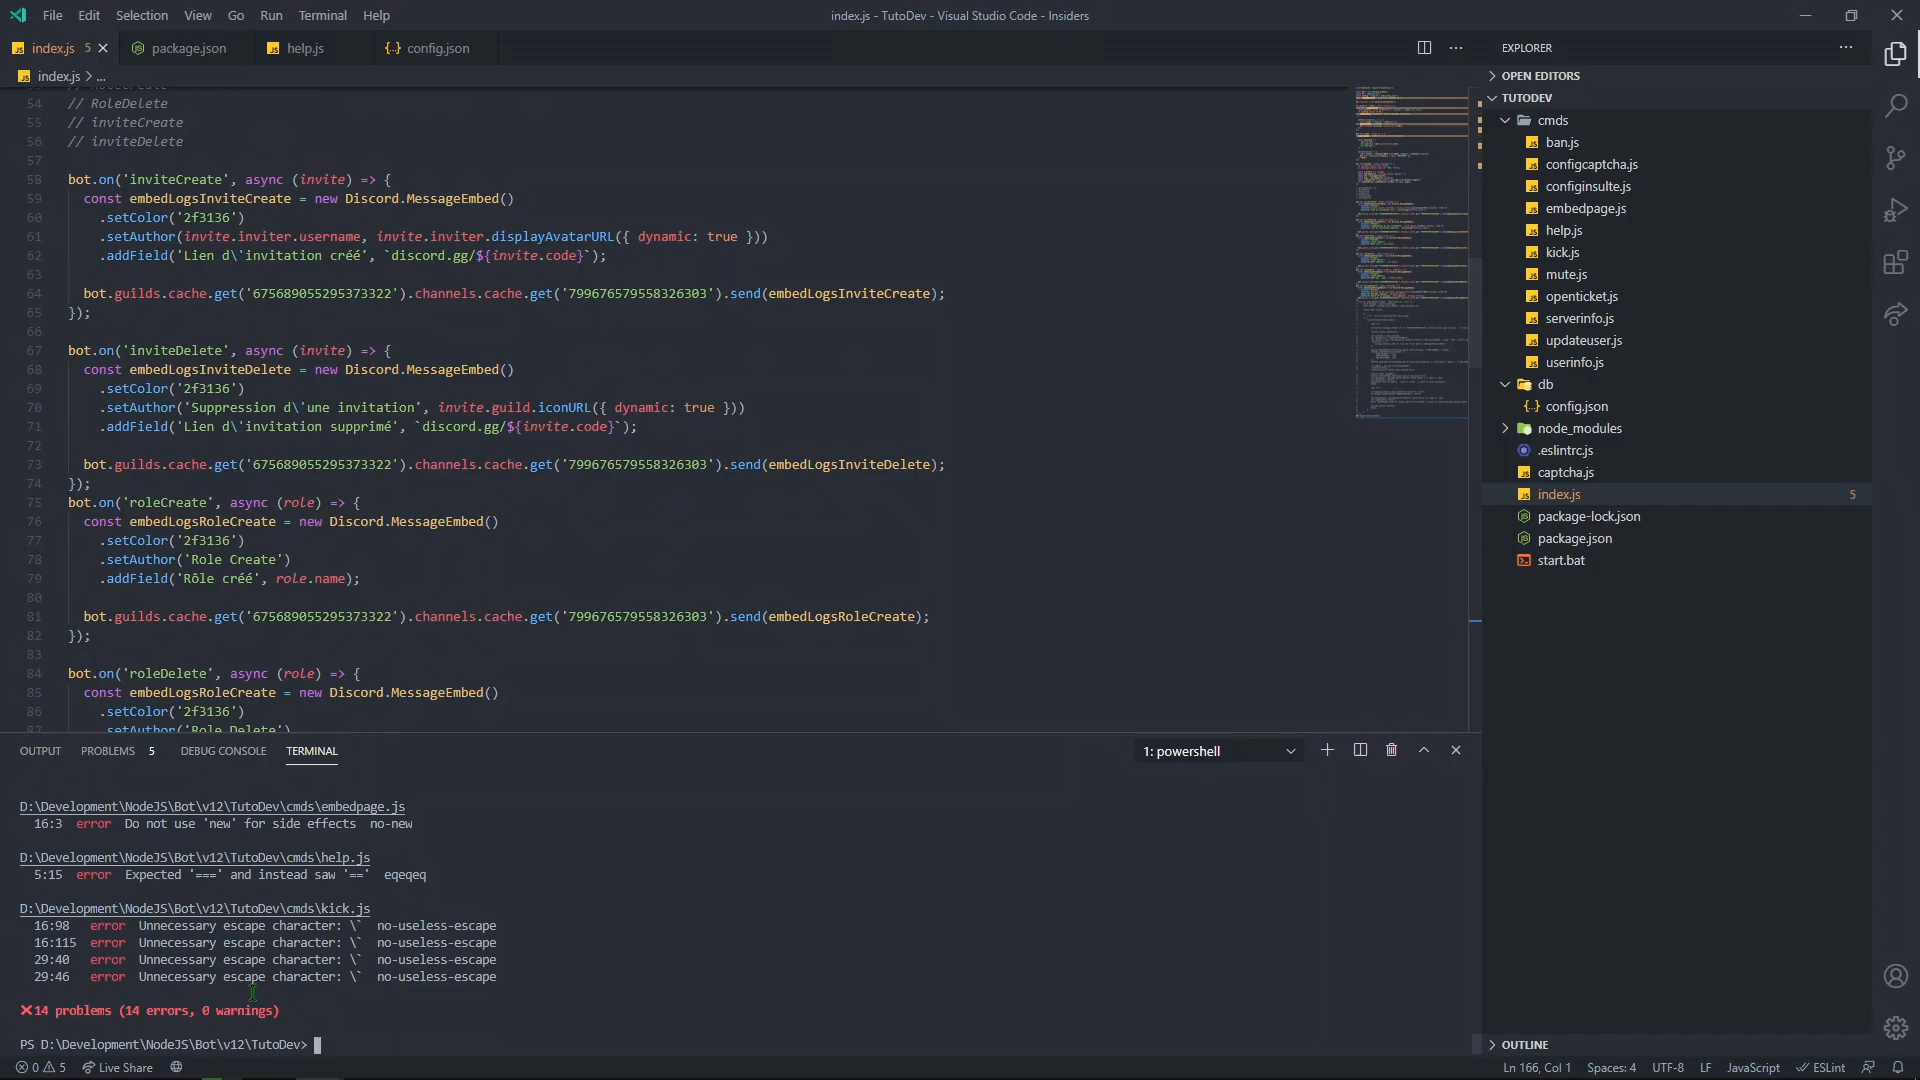 File Edit Selection View Go Run Terminal Help
index.js - TutoDev - Visual Studio Code - Insiders
index.js 5
package.json
help.js
config.json
index.js > ...
54 // RoleDelete
55 // inviteCreate
56 // inviteDelete
57
58 bot.on('inviteCreate', async (invite) => {
59 const embedLogsInviteCreate = new Discord.MessageEmbed()
60 .setColor('2f3136')
61 .setAuthor(invite.inviter.username, invite.inviter.displayAvatarURL({ dynamic: true }))
62 .addField('Lien d\'invitation créé', `discord.gg/${invite.code}`);
63
64 bot.guilds.cache.get('675689055295373322').channels.cache.get('799676579558326303').send(embedLogsInviteCreate);
65 });
66
67 bot.on('inviteDelete', async (invite) => {
68 const embedLogsInviteDelete = new Discord.MessageEmbed()
69 .setColor('2f3136')
70 .setAuthor('Suppression d\'une invitation', invite.guild.iconURL({ dynamic: true }))
71 .addField('Lien d\'invitation supprimé', `discord.gg/${invite.code}`);
72
73 bot.guilds.cache.get('675689055295373322').channels.cache.get('799676579558326303').send(embedLogsInviteDelete);
74 });
75 bot.on('roleCreate', async (role) => {
76 const embedLogsRoleCreate = new Discord.MessageEmbed()
77 .setColor('2f3136')
78 .setAuthor('Role Create')
79 .addField('Rôle créé', role.name);
80
81 bot.guilds.cache.get('675689055295373322').channels.cache.get('799676579558326303').send(embedLogsRoleCreate);
82 });
83
84 bot.on('roleDelete', async (role) => {
85 const embedLogsRoleCreate = new Discord.MessageEmbed()
86 .setColor('2f3136')
87 .setAuthor('Role Delete')
OUTPUT PROBLEMS 5 DEBUG CONSOLE TERMINAL
1: powershell
D:\Development\NodeJS\Bot\v12\TutoDev\cmds\embedpage.js
16:3 error Do not use 'new' for side effects no-new
D:\Development\NodeJS\Bot\v12\TutoDev\cmds\help.js
5:15 error Expected '===' and instead saw '==' eqeqeq
D:\Development\NodeJS\Bot\v12\TutoDev\cmds\kick.js
16:98 error Unnecessary escape character: \` no-useless-escape
16:115 error Unnecessary escape character: \` no-useless-escape
29:40 error Unnecessary escape character: \` no-useless-escape
29:46 error Unnecessary escape character: \` no-useless-escape
14 problems (14 errors, 0 warnings)
PS D:\Development\NodeJS\Bot\v12\TutoDev>
EXPLORER
OPEN EDITORS
TUTODEV
cmds
ban.js
configcaptcha.js
configinsulte.js
embedpage.js
help.js
kick.js
mute.js
openticket.js
serverinfo.js
updateuser.js
userinfo.js
db
config.json
node_modules
.eslintrc.js
captcha.js
index.js 5
package-lock.json
package.json
start.bat
OUTLINE
0 5 Live Share
Ln 166, Col 1 Spaces: 4 UTF-8 LF JavaScript ESLint